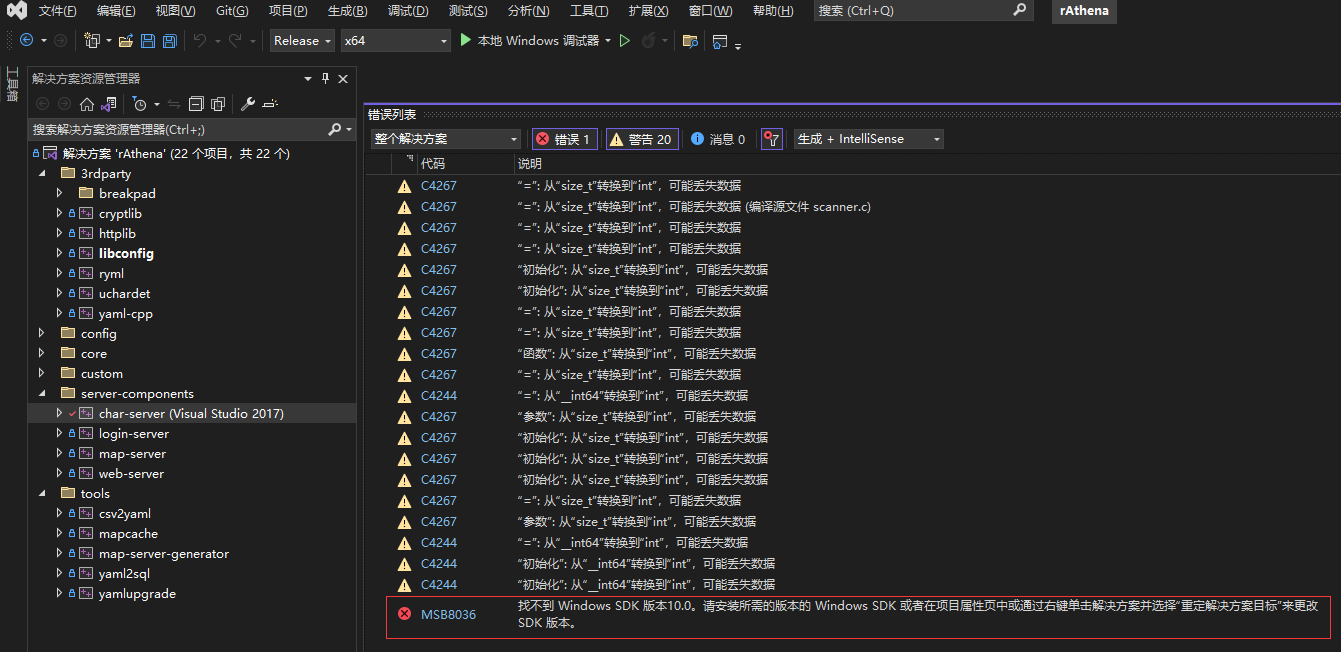 文件(F) 编辑(E) 视图(V) Git(G) 项目(P) 生成(B) 调试(D) 测试(S) 分析(N) 工具(T) 扩展(X) 窗口(W) 帮助(H) 搜索 (Ctrl+Q) rAthena
Release x64 本地 Windows 调试器
工具箱
解决方案资源管理器
搜索解决方案资源管理器(Ctrl+;)
解决方案 'rAthena' (22 个项目，共 22 个)
3rdparty
breakpad
cryptlib
httplib
libconfig
ryml
uchardet
yaml-cpp
config
core
custom
server-components
char-server (Visual Studio 2017)
login-server
map-server
web-server
tools
csv2yaml
mapcache
map-server-generator
yaml2sql
yamlupgrade
错误列表
整个解决方案 错误 1 警告 20 消息 0 生成 + IntelliSense
代码 说明
C4267 “=”: 从“size_t”转换到“int”，可能丢失数据
C4267 “=”: 从“size_t”转换到“int”，可能丢失数据 (编译源文件 scanner.c)
C4267 “=”: 从“size_t”转换到“int”，可能丢失数据
C4267 “=”: 从“size_t”转换到“int”，可能丢失数据
C4267 “初始化”: 从“size_t”转换到“int”，可能丢失数据
C4267 “初始化”: 从“size_t”转换到“int”，可能丢失数据
C4267 “=”: 从“size_t”转换到“int”，可能丢失数据
C4267 “=”: 从“size_t”转换到“int”，可能丢失数据
C4267 “函数”: 从“size_t”转换到“int”，可能丢失数据
C4267 “=”: 从“size_t”转换到“int”，可能丢失数据
C4244 “=”: 从“__int64”转换到“int”，可能丢失数据
C4267 “参数”: 从“size_t”转换到“int”，可能丢失数据
C4267 “初始化”: 从“size_t”转换到“int”，可能丢失数据
C4267 “初始化”: 从“size_t”转换到“int”，可能丢失数据
C4267 “初始化”: 从“size_t”转换到“int”，可能丢失数据
C4267 “=”: 从“size_t”转换到“int”，可能丢失数据
C4267 “参数”: 从“size_t”转换到“int”，可能丢失数据
C4244 “=”: 从“__int64”转换到“int”，可能丢失数据
C4244 “初始化”: 从“__int64”转换到“int”，可能丢失数据
C4244 “初始化”: 从“__int64”转换到“int”，可能丢失数据
MSB8036 找不到 Windows SDK 版本10.0。请安装所需的版本的 Windows SDK 或者在项目属性页中或通过右键单击解决方案并选择“重定解决方案目标”来更改
SDK 版本。